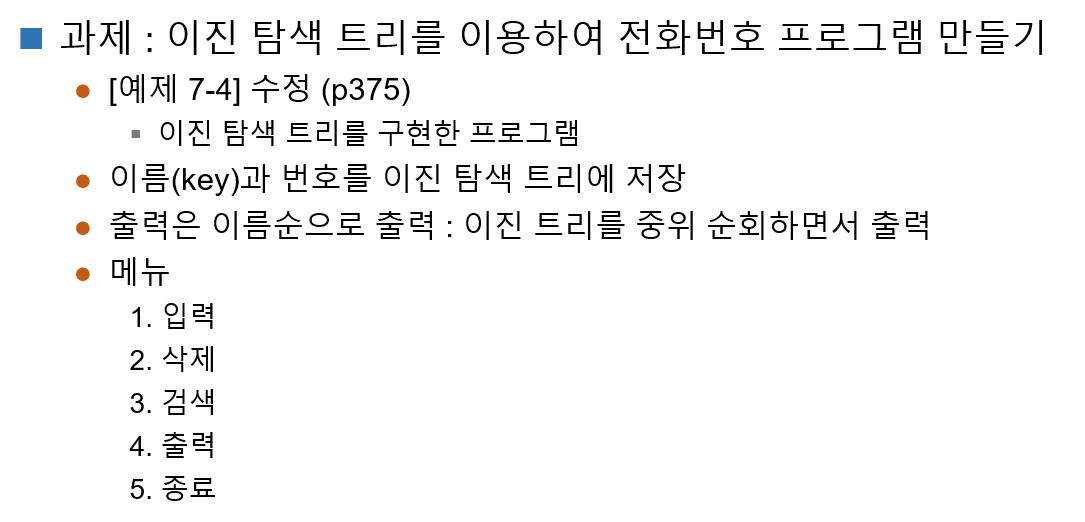 과제 : 이진 탐색 트리를 이용하여 전화번호 프로그램 만들기
[예제 7-4] 수정 (p375)
이진 탐색 트리를 구현한 프로그램
이름(key)과 번호를 이진 탐색 트리에 저장
출력은 이름순으로 출력 : 이진 트리를 중위 순회하면서 출력
메뉴
1. 입력
2. 삭제
3. 검색
4. 출력
5. 종료